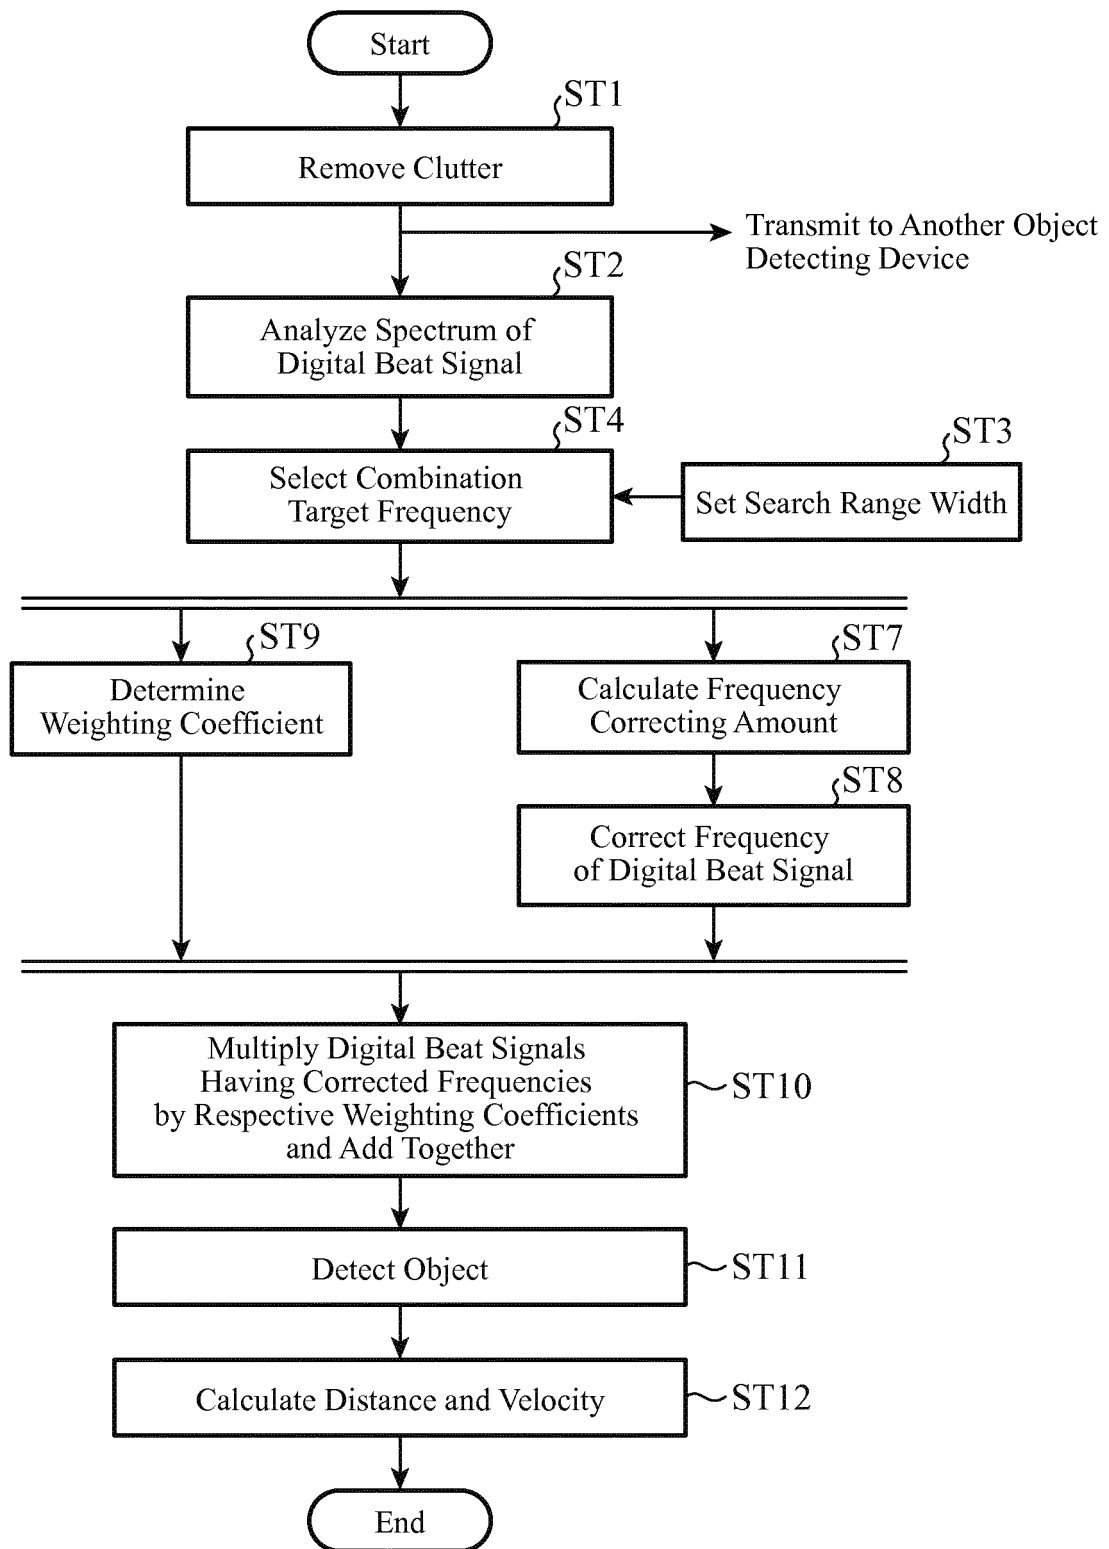 Start
ST1
Remove Clutter
Transmit to Another Object
Detecting Device
ST2
Analyze Spectrum of
Digital Beat Signal
ST4
Select Combination
Target Frequency
ST3
Set Search Range Width
ST9
Determine
Weighting Coefficient
ST7
Calculate Frequency
Correcting Amount
ST8
Correct Frequency
of Digital Beat Signal
Multiply Digital Beat Signals
Having Corrected Frequencies
by Respective Weighting Coefficients
and Add Together
ST10
Detect Object
ST11
Calculate Distance and Velocity
ST12
End